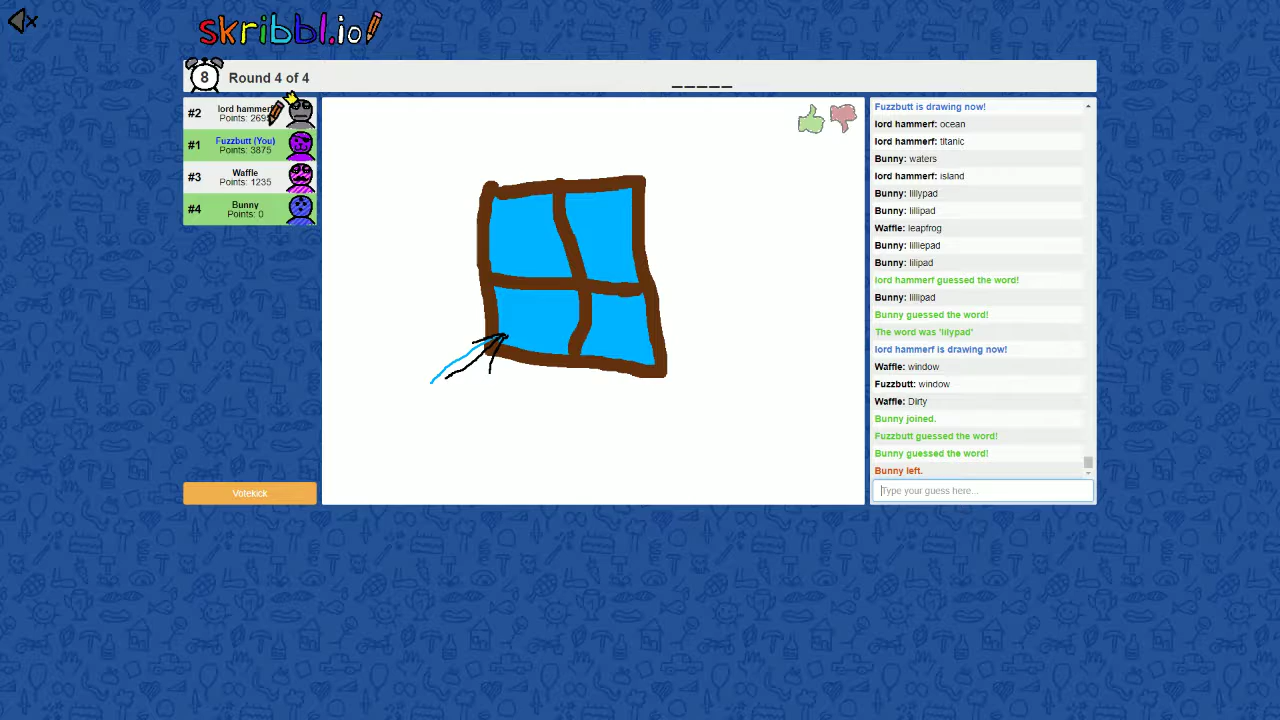 skribbl.io
8 Round 4 of 4
_____
#2 lord hammerf
Points: 269
#1 Fuzzbutt (You)
Points: 3875
#3 Waffle
Points: 1235
#4 Bunny
Points: 0
Votekick
Fuzzbutt is drawing now!
lord hammerf: ocean
lord hammerf: titanic
Bunny: waters
lord hammerf: island
Bunny: lillypad
Bunny: lillipad
Waffle: leapfrog
Bunny: lilliepad
Bunny: lilipad
lord hammerf guessed the word!
Bunny: lillipad
Bunny guessed the word!
The word was 'lilypad'
lord hammerf is drawing now!
Waffle: window
Fuzzbutt: window
Waffle: Dirty
Bunny joined.
Fuzzbutt guessed the word!
Bunny guessed the word!
Bunny left.
Type your guess here...